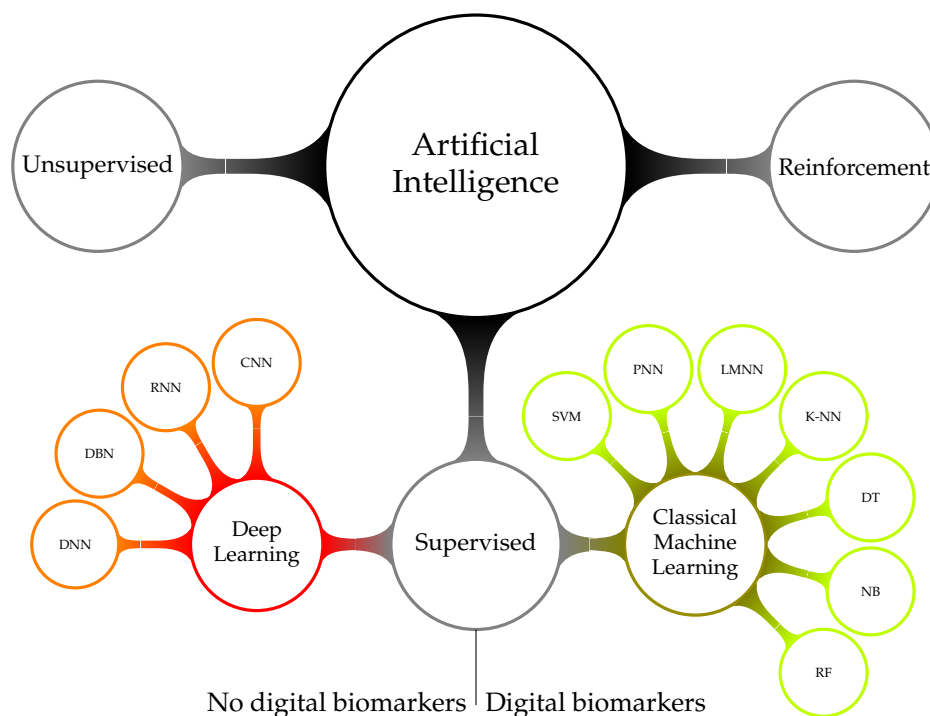 Artificial
Intelligence
Unsupervised
Reinforcement
CNN
RNN
DBN
DNN
Deep
Learning
Supervised
Classical
Machine
Learning
SVM
PNN
LMNN
K-NN
DT
NB
RF
No digital biomarkers
Digital biomarkers